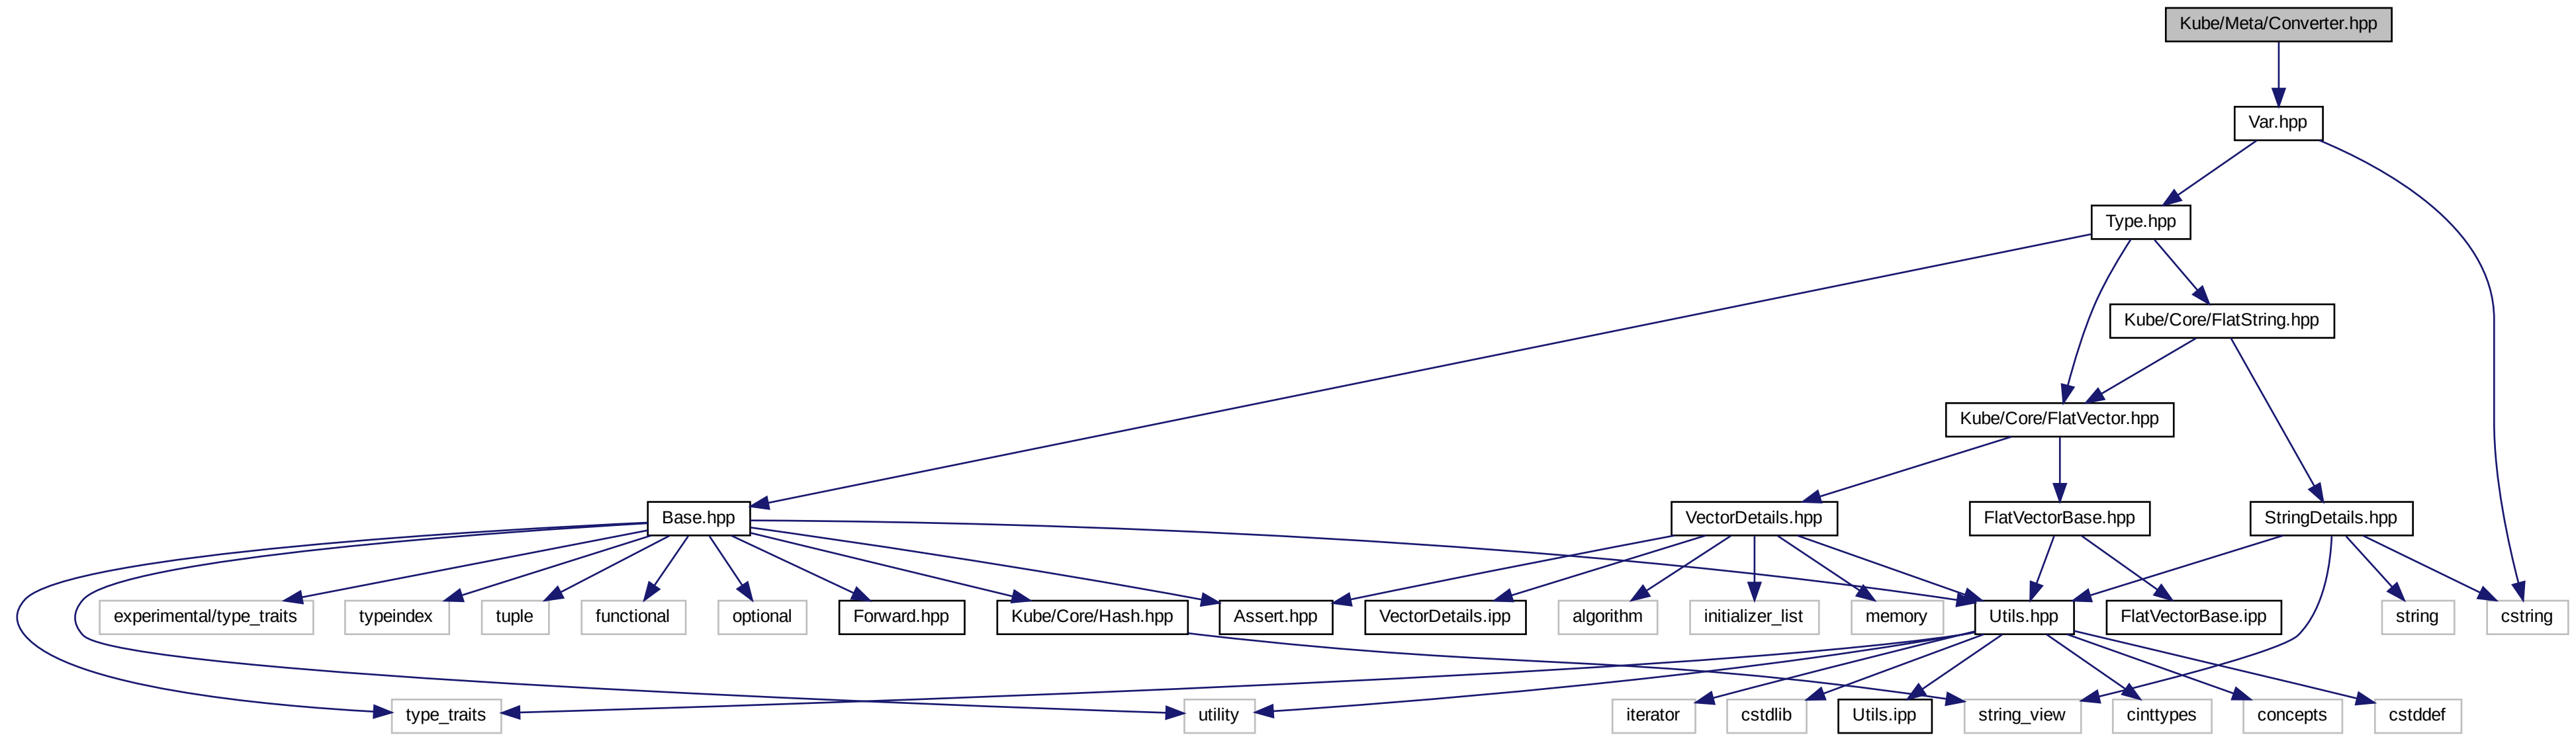 Kube/Meta/Converter.hpp
Var.hpp
Type.hpp
Kube/Core/FlatString.hpp
Kube/Core/FlatVector.hpp
Base.hpp
VectorDetails.hpp
FlatVectorBase.hpp
StringDetails.hpp
experimental/type_traits
typeindex
tuple
functional
optional
Forward.hpp
Kube/Core/Hash.hpp
Assert.hpp
VectorDetails.ipp
algorithm
initializer_list
memory
Utils.hpp
FlatVectorBase.ipp
string
cstring
type_traits
utility
iterator
cstdlib
Utils.ipp
string_view
cinttypes
concepts
cstddef